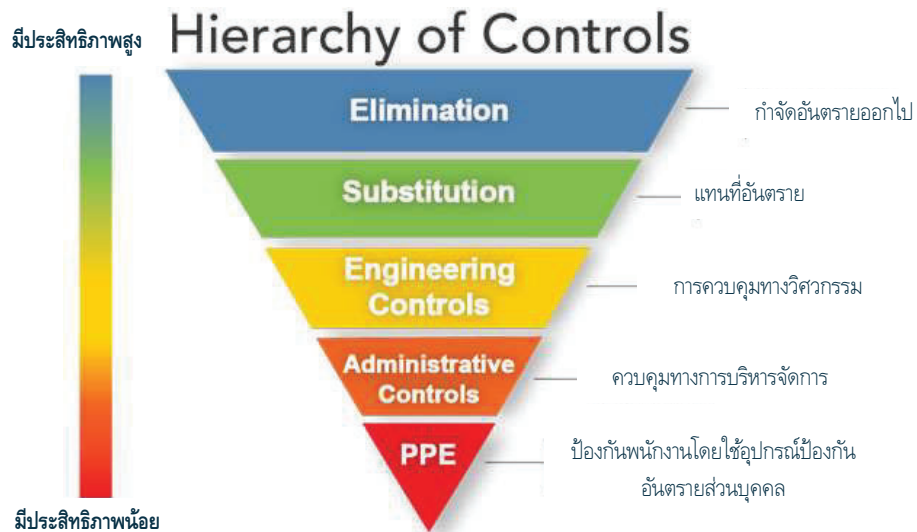 Hierarchy of Controls
มีประสิทธิภาพสูง
Elimination
กำจัดอันตรายออกไป
Substitution
แทนที่อันตราย
Engineering
Controls
การควบคุมทางวิศวกรรม
Administrative
Controls
ควบคุมทางการบริหารจัดการ
PPE
ป้องกันพนักงานโดยใช้อุปกรณ์ป้องกัน
อันตรายส่วนบุคคล
มีประสิทธิภาพน้อย